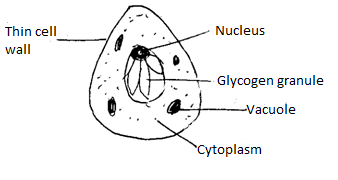 Thin cell
wall
Nucleus
Glycogen granule
Vacuole
Cytoplasm